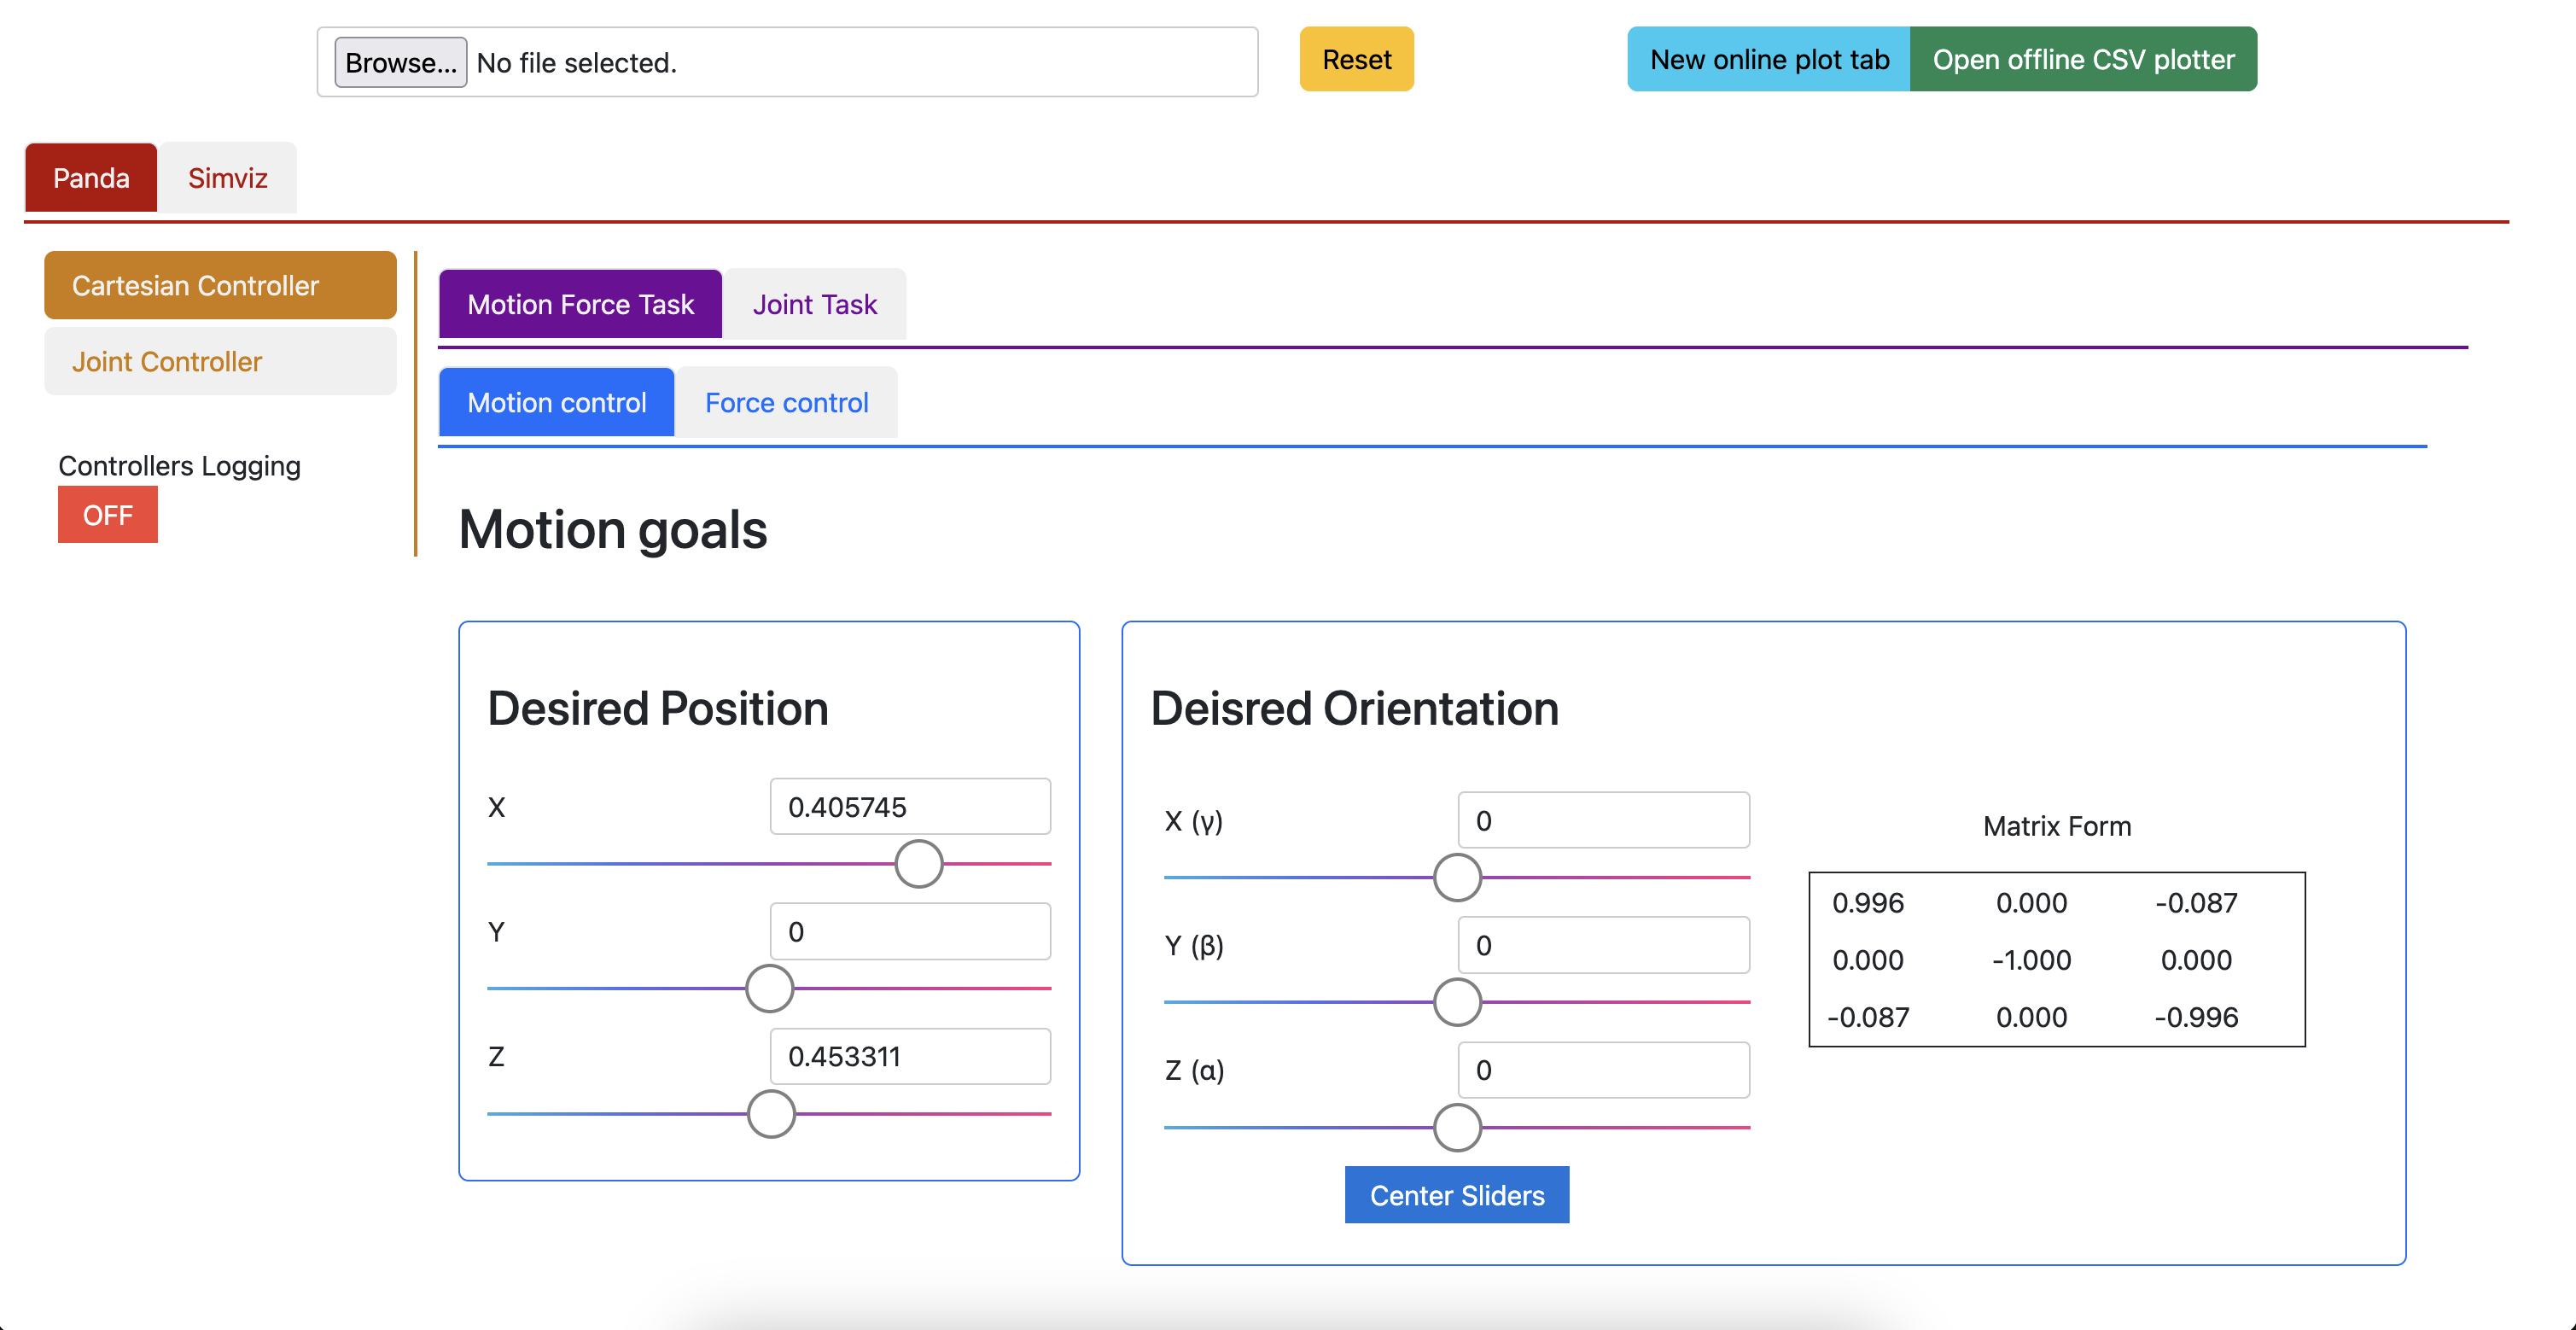 Browse... No file selected.
Reset
New online plot tab
Open offline CSV plotter
Panda
Simviz
Cartesian Controller
Joint Controller
Controllers Logging
OFF
Motion Force Task
Joint Task
Motion control
Force control
Motion goals
Desired Position
X 0.405745
Y 0
Z 0.453311
Deisred Orientation
X (γ) 0
Y (β) 0
Z (α) 0
Center Sliders
Matrix Form
0.996 0.000 -0.087
0.000 -1.000 0.000
-0.087 0.000 -0.996